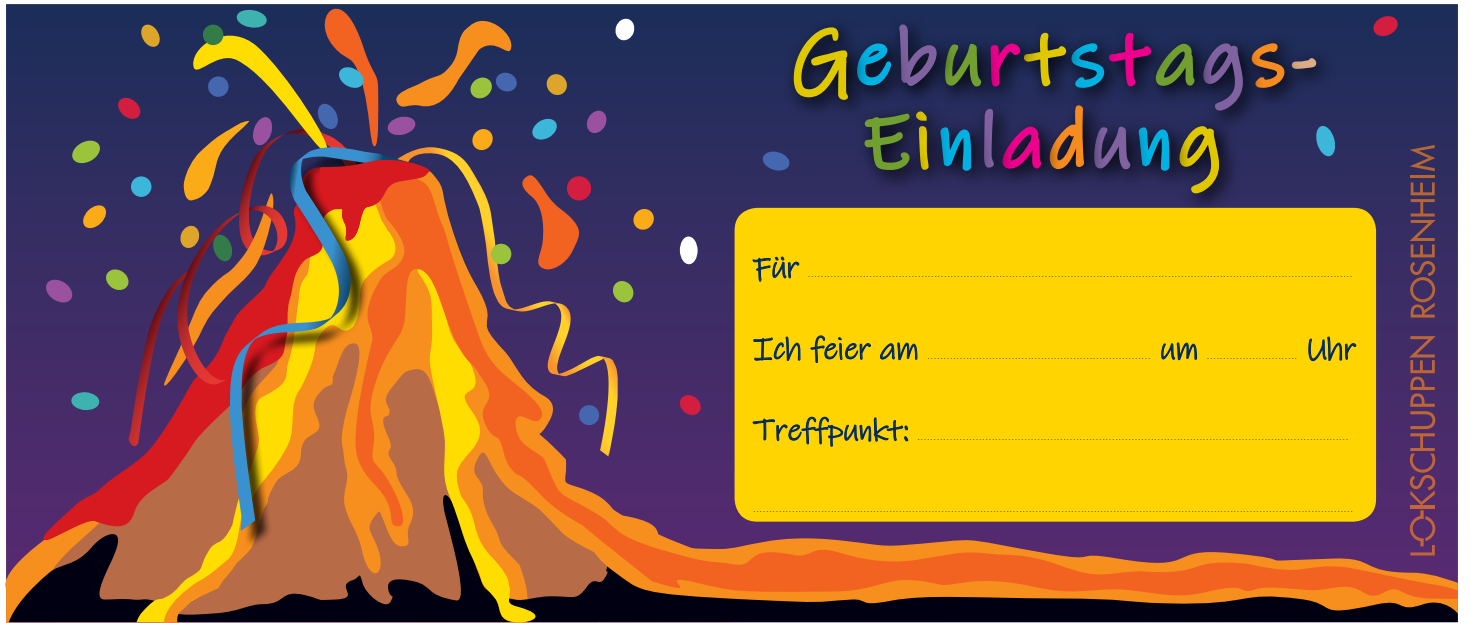 Geburtstags-
Einladung
Für
Ich feier am um Uhr
Treffpunkt:
LOKSCHUPPEN ROSENHEIM